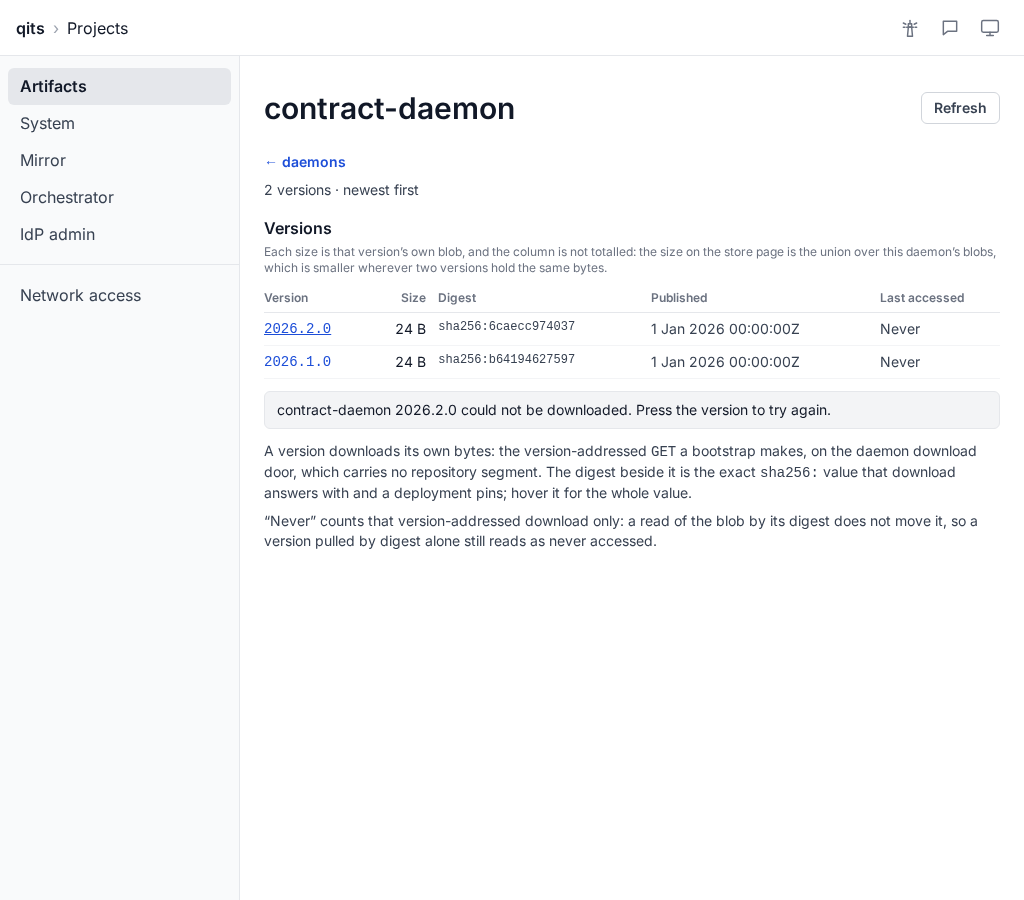 qits › Projects
Artifacts
System
Mirror
Orchestrator
IdP admin
Network access
contract-daemon
Refresh
← daemons
2 versions · newest first
Versions
Each size is that version’s own blob, and the column is not totalled: the size on the store page is the union over this daemon’s blobs,
which is smaller wherever two versions hold the same bytes.
Version Size Digest Published Last accessed
2026.2.0 24 B sha256:6caecc974037 1 Jan 2026 00:00:00Z Never
2026.1.0 24 B sha256:b64194627597 1 Jan 2026 00:00:00Z Never
contract-daemon 2026.2.0 could not be downloaded. Press the version to try again.
A version downloads its own bytes: the version-addressed GET a bootstrap makes, on the daemon download
door, which carries no repository segment. The digest beside it is the exact sha256: value that download
answers with and a deployment pins; hover it for the whole value.
“Never” counts that version-addressed download only: a read of the blob by its digest does not move it, so a
version pulled by digest alone still reads as never accessed.